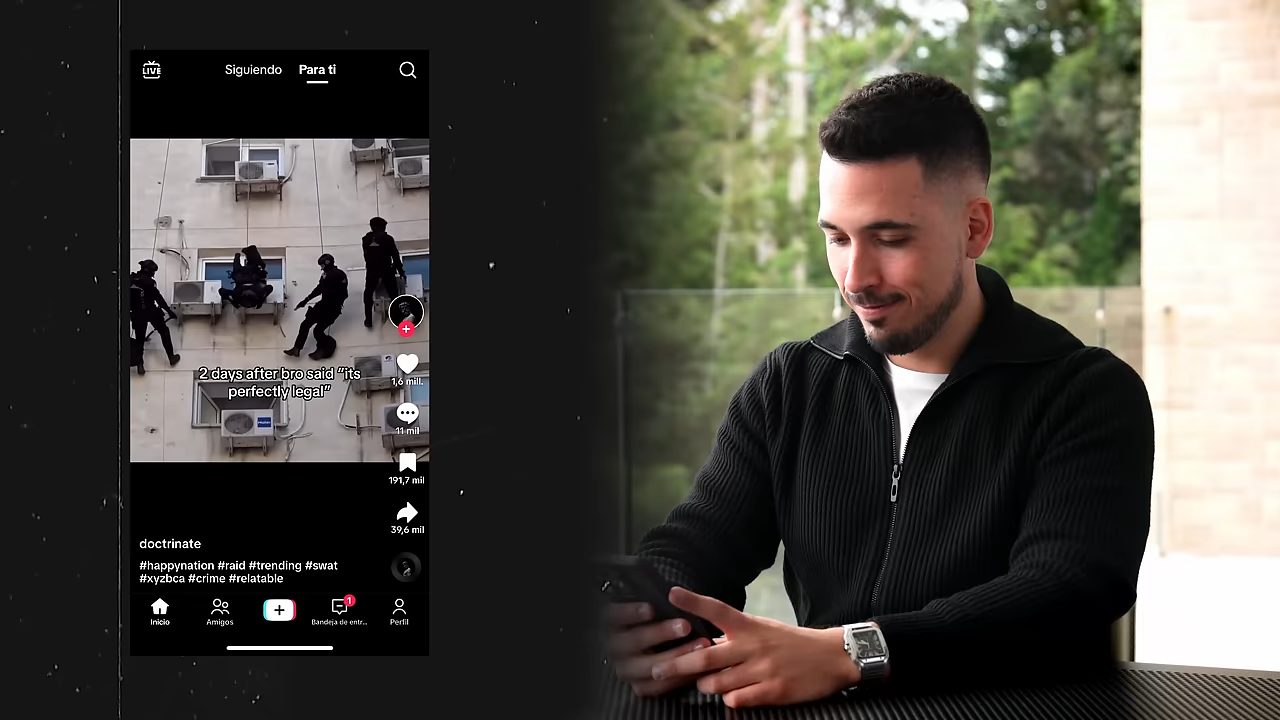 LIVE
Siguiendo
Para ti
2 days after bro said "its
perfectly legal"
1,6 mill.
11 mil
191,7 mil
39,6 mil
doctrinate
#happynation #raid #trending #swat
#xyzbca #crime #relatable
Inicio
Amigos
1
Bandeja de entr...
Perfil